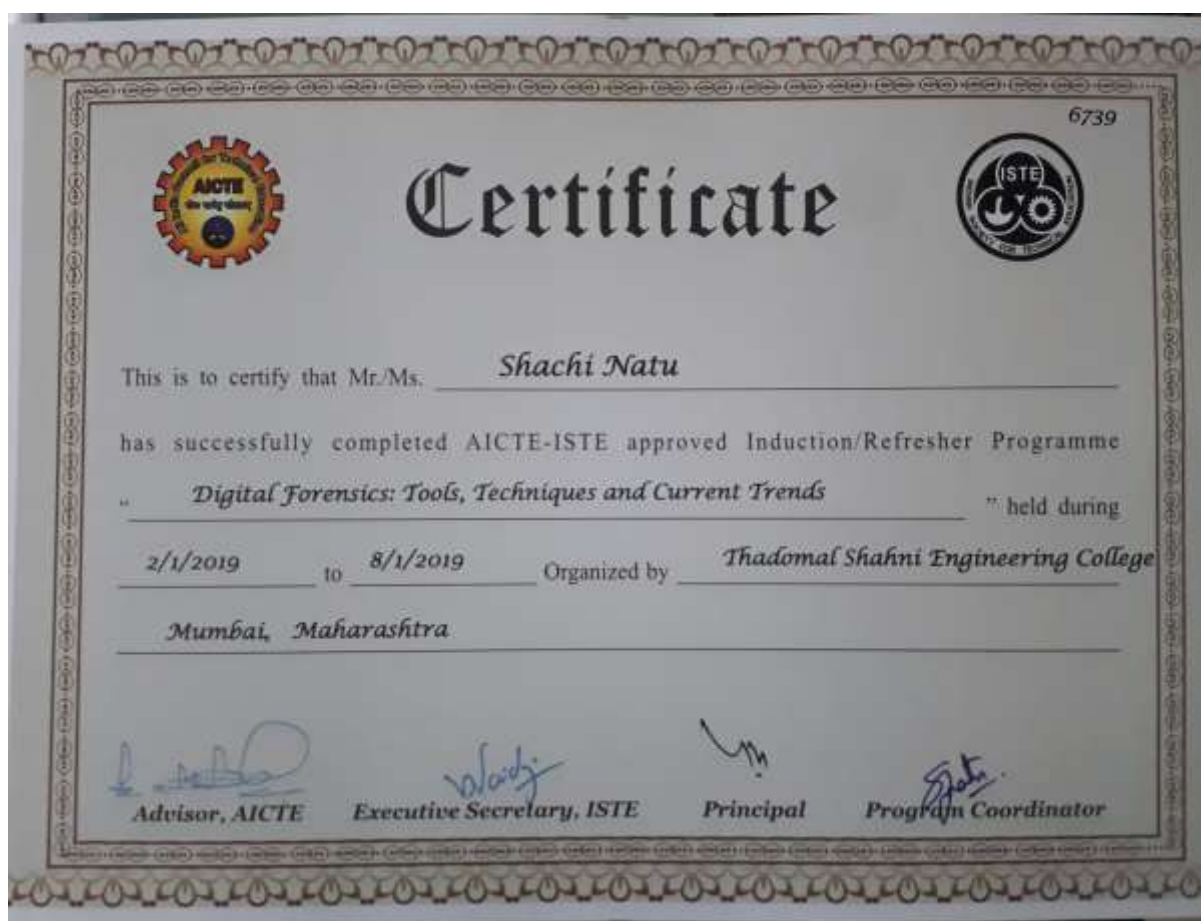 6739
AICTE
Certificate
ISTE
This is to certify that Mr./Ms. Shachi Natu
has successfully completed AICTE-ISTE approved Induction/Refresher Programme
„ Digital Forensics: Tools, Techniques and Current Trends ” held during
2/1/2019 to 8/1/2019 Organized by Thadomal Shahni Engineering College
Mumbai, Maharashtra
Advisor, AICTE Executive Secretary, ISTE Principal Program Coordinator